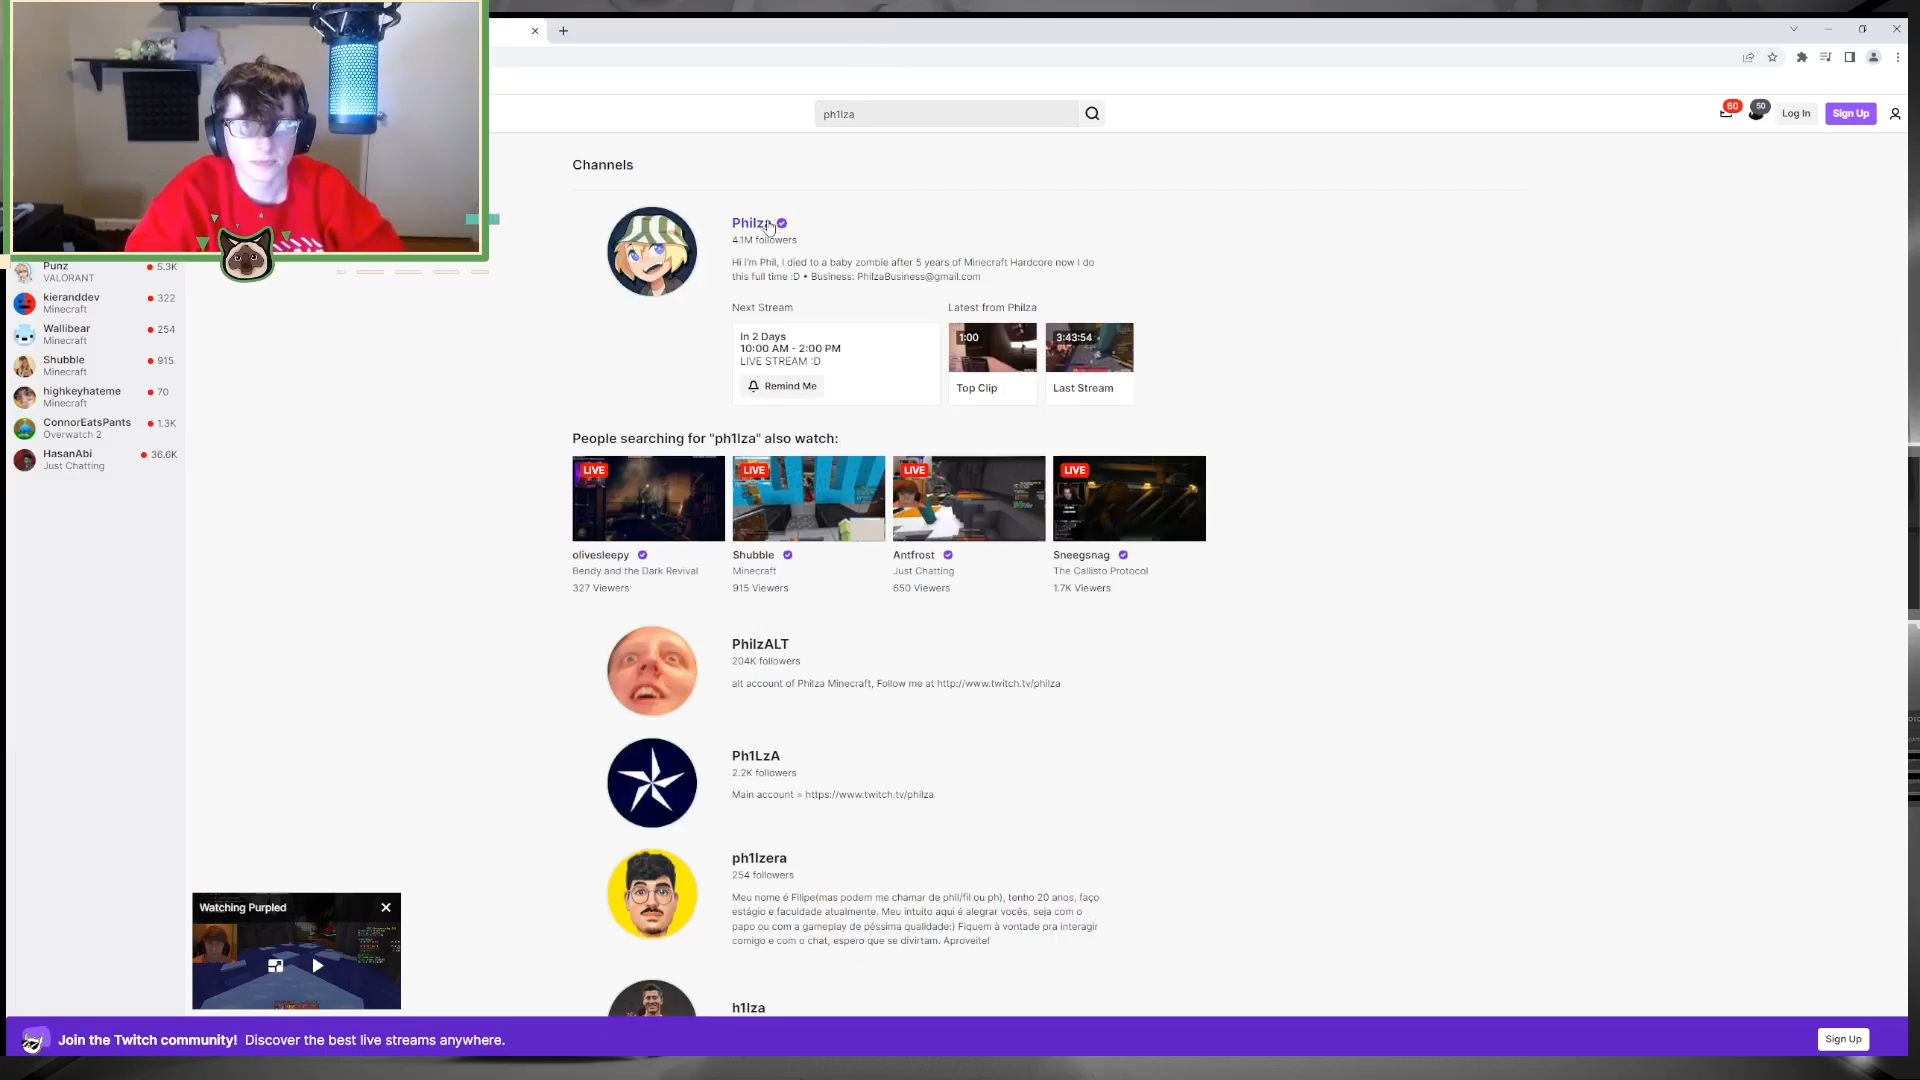 ph1lza
60
50
Log In
Sign Up
Channels
Philza
4.1M followers
Hi i'm Phil, I died to a baby zombie after 5 years of Minecraft Hardcore now I do
this full time :D • Business: PhilzaBusiness@gmail.com
Next Stream
Latest from Philza
In 2 Days
10:00 AM - 2:00 PM
LIVE STREAM :D
Remind Me
1:00
Top Clip
3:43:54
Last Stream
Punz
5.3K
VALORANT
kieranddev
322
Minecraft
Wallibear
254
Minecraft
Shubble
915
Minecraft
highkeyhateme
70
Minecraft
ConnorEatsPants
1.3K
Overwatch 2
HasanAbi
36.6K
Just Chatting
People searching for "ph1lza" also watch:
LIVE
LIVE
LIVE
LIVE
olivesleepy
Bendy and the Dark Revival
327 Viewers
Shubble
Minecraft
915 Viewers
Antfrost
Just Chatting
650 Viewers
Sneegsnag
The Callisto Protocol
1.7K Viewers
PhilzALT
204K followers
alt account of Philza Minecraft, Follow me at http://www.twitch.tv/philza
Ph1LzA
2.2K followers
Main account = https://www.twitch.tv/philza
ph1lzera
254 followers
Meu nome é Filipe(mas podem me chamar de phil/fil ou ph), tenho 20 anos, faço
estágio e faculdade atualmente. Meu intuito aqui é alegrar vocês, seja com o
papo ou com a gameplay de péssima qualidade:) Fiquem à vontade pra interagir
comigo e com o chat, espero que se divirtam. Aproveite!
h1lza
Watching Purpled
Join the Twitch community! Discover the best live streams anywhere.
Sign Up